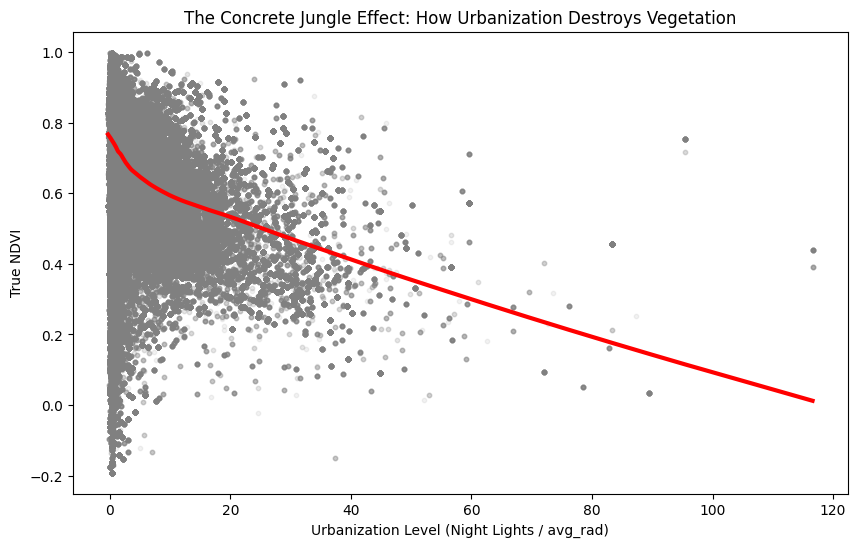 The Concrete Jungle Effect: How Urbanization Destroys Vegetation
1.0
0.8
0.6
0.4
0.2
0.0
−0.2
True NDVI
0 20 40 60 80 100 120
Urbanization Level (Night Lights / avg_rad)